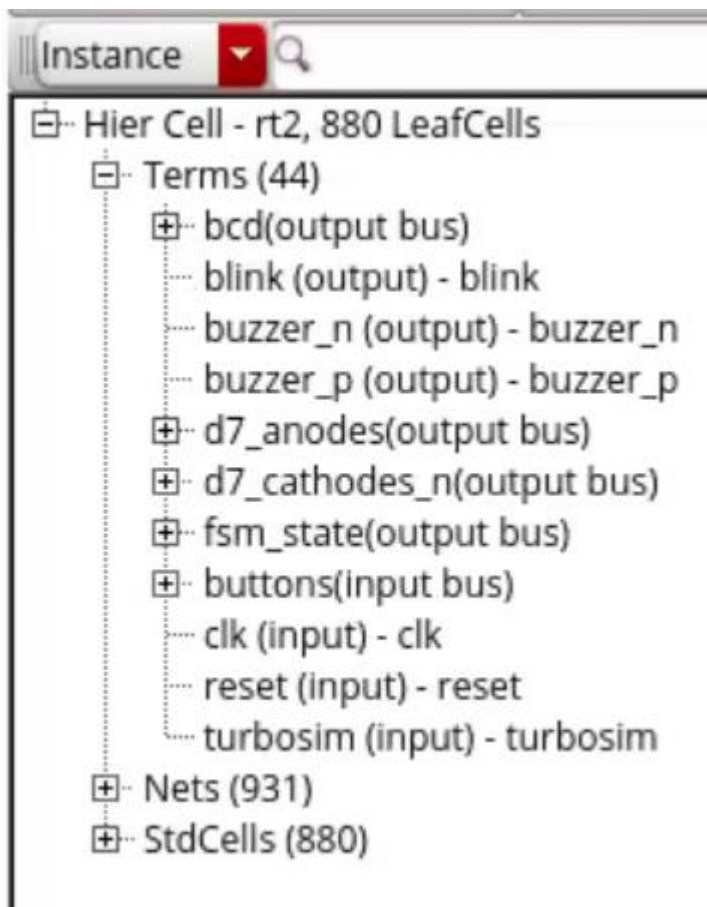 Instance
Hier Cell - rt2, 880 LeafCells
Terms (44)
bcd(output bus)
blink (output) - blink
buzzer_n (output) - buzzer_n
buzzer_p (output) - buzzer_p
d7_anodes(output bus)
d7_cathodes_n(output bus)
fsm_state(output bus)
buttons(input bus)
clk (input) - clk
reset (input) - reset
turbosim (input) - turbosim
Nets (931)
StdCells (880)